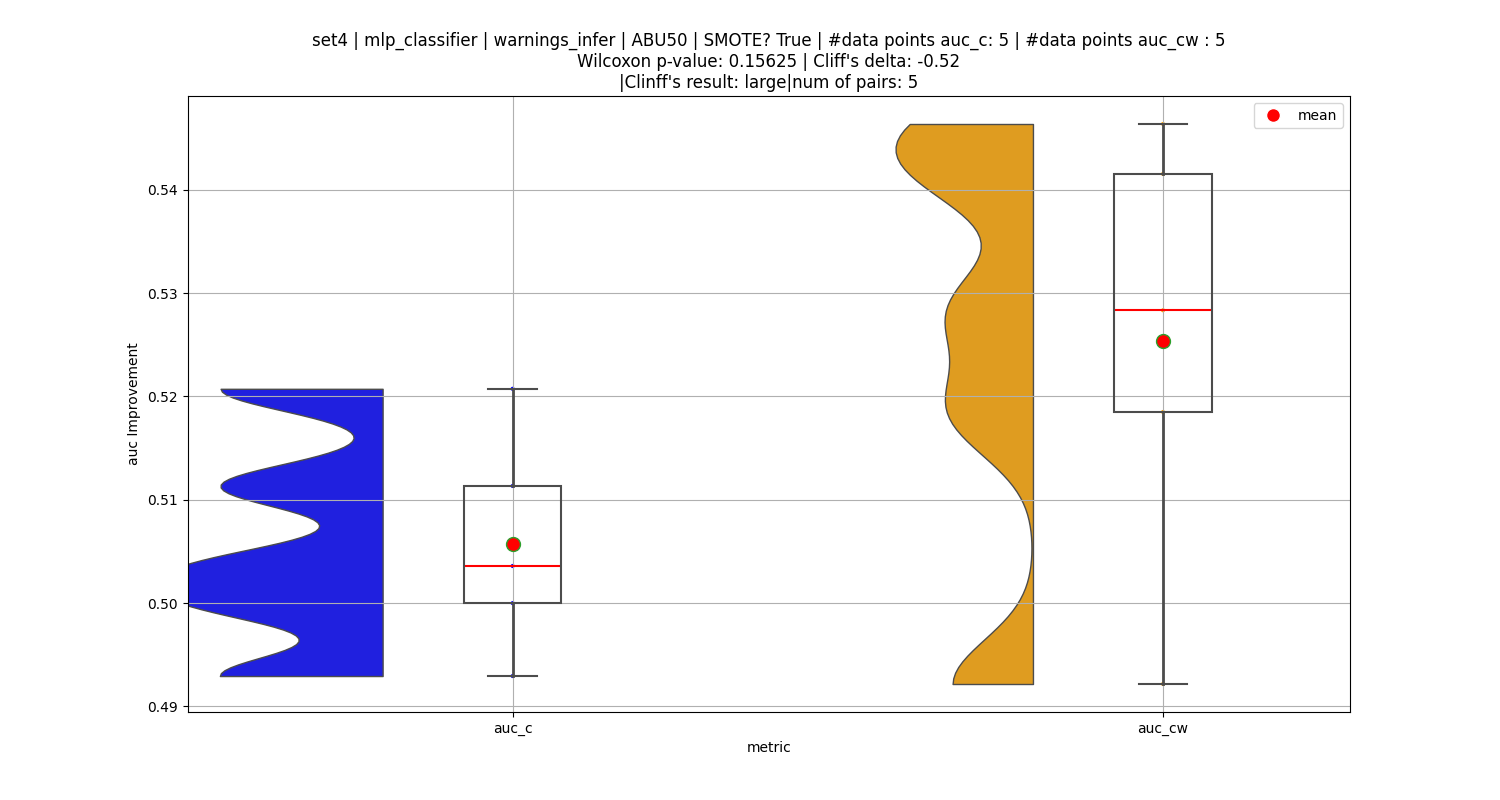 set4 | mlp_classifier | warnings_infer | ABU50 | SMOTE? True | #data points auc_c: 5 | #data points auc_cw : 5
Wilcoxon p-value: 0.15625 | Cliff's delta: -0.52
|Clinff's result: large|num of pairs: 5
mean
0.54
0.53
0.52
0.51
0.50
0.49
auc Improvement
auc_c
auc_cw
metric